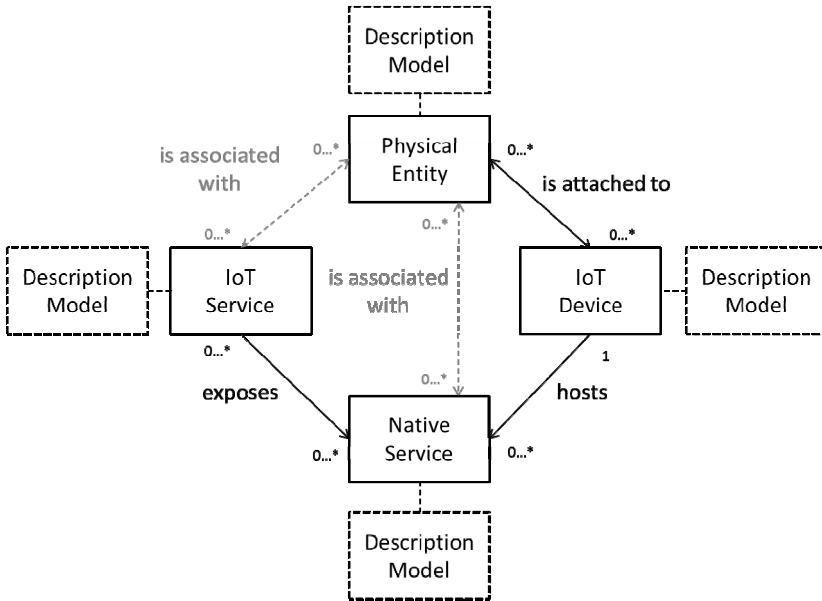 Description
Model
0...*
Physical
Entity
0...*
is associated
with
is attached to
0...*
0...*
0...*
Description
Model
IoT
Service
is associated
with
IoT
Device
Description
Model
0...*
1
0...*
exposes
hosts
Native
Service
0...*
0...*
Description
Model